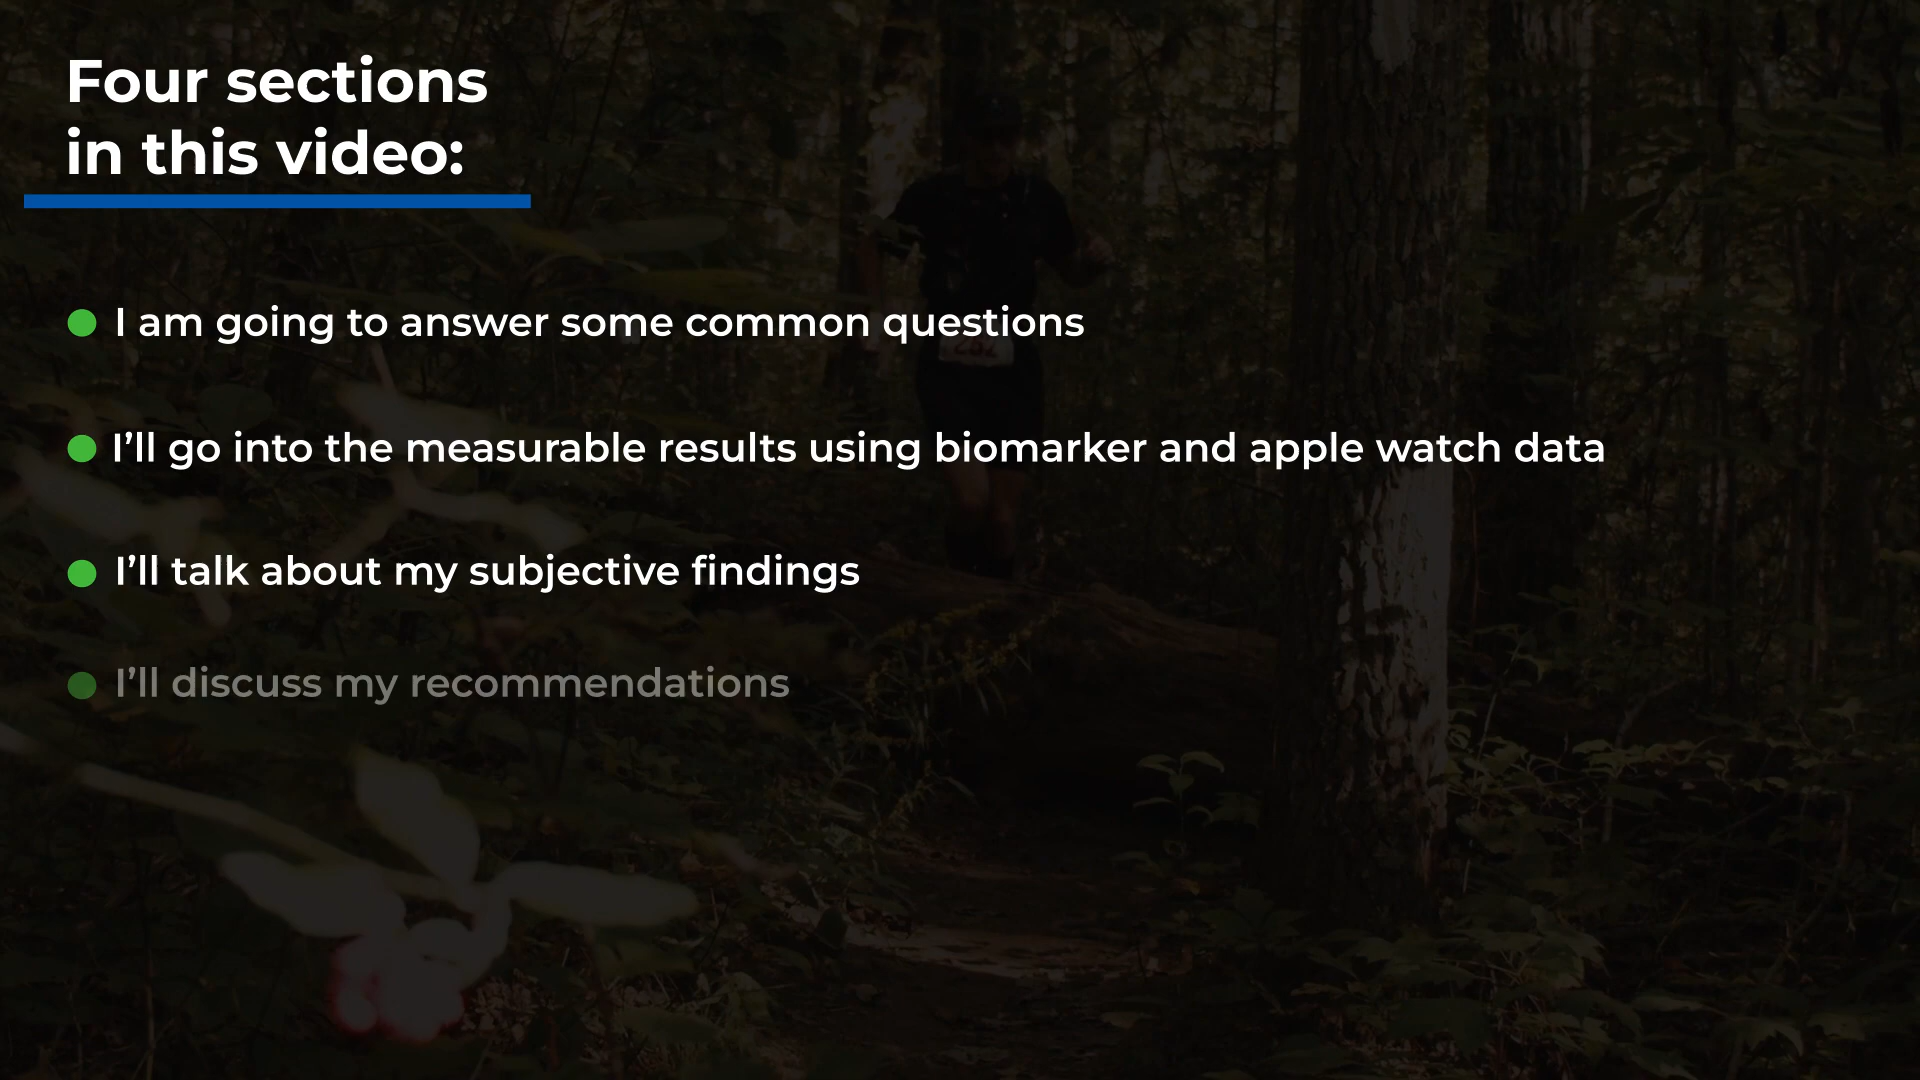 Four sections
in this video:
I am going to answer some common questions
I’ll go into the measurable results using biomarker and apple watch data
I’ll talk about my subjective findings
I’ll discuss my recommendations